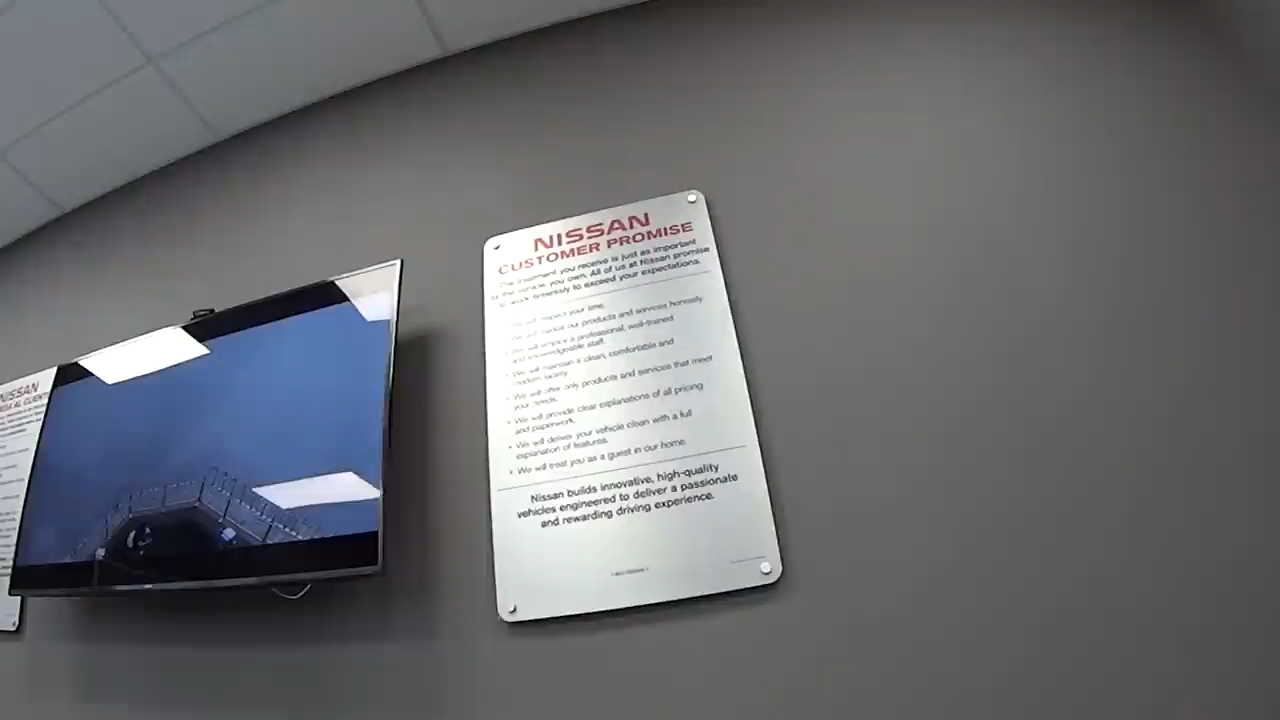 NISSAN
NISSAN
CUSTOMER PROMISE
The treatment you receive is just as important
as the vehicle you own. All of us at Nissan promise
to work tirelessly to exceed your expectations.
We will respect your time.
We will market our products and services honestly.
• We will employ a professional, well-trained
and knowledgeable staff.
• We will maintain a clean, comfortable and
modern facility.
• We will offer only products and services that meet
your needs.
• We will provide clear explanations of all pricing
and paperwork.
• We will deliver your vehicle clean with a full
explanation of features.
• We will treat you as a guest in our home.
Nissan builds innovative, high-quality
vehicles engineered to deliver a passionate
and rewarding driving experience.